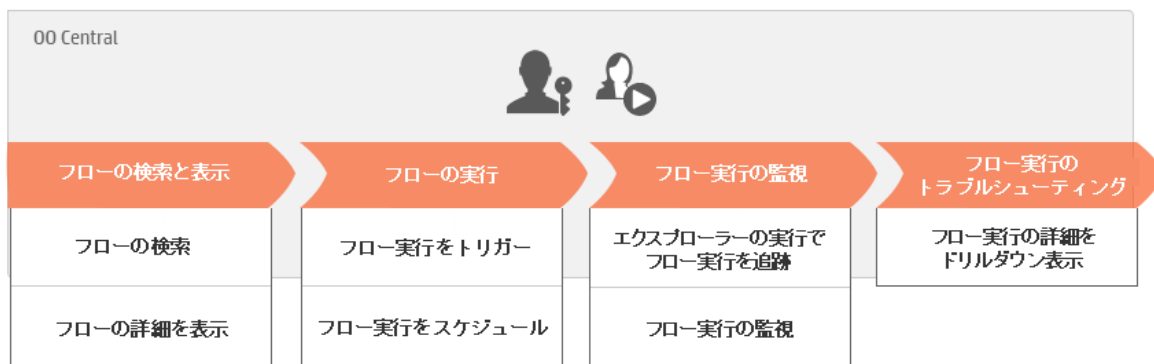 OO Central
フローの検索と表示
フローの実行
フロー実行の監視
フロー実行の
トラブルシューティング
フローの検索
フロー実行をトリガー
エクスプローラーの実行で
フロー実行を追跡
フロー実行の詳細を
ドリルダウン表示
フローの詳細を表示
フロー実行をスケジュール
フロー実行の監視